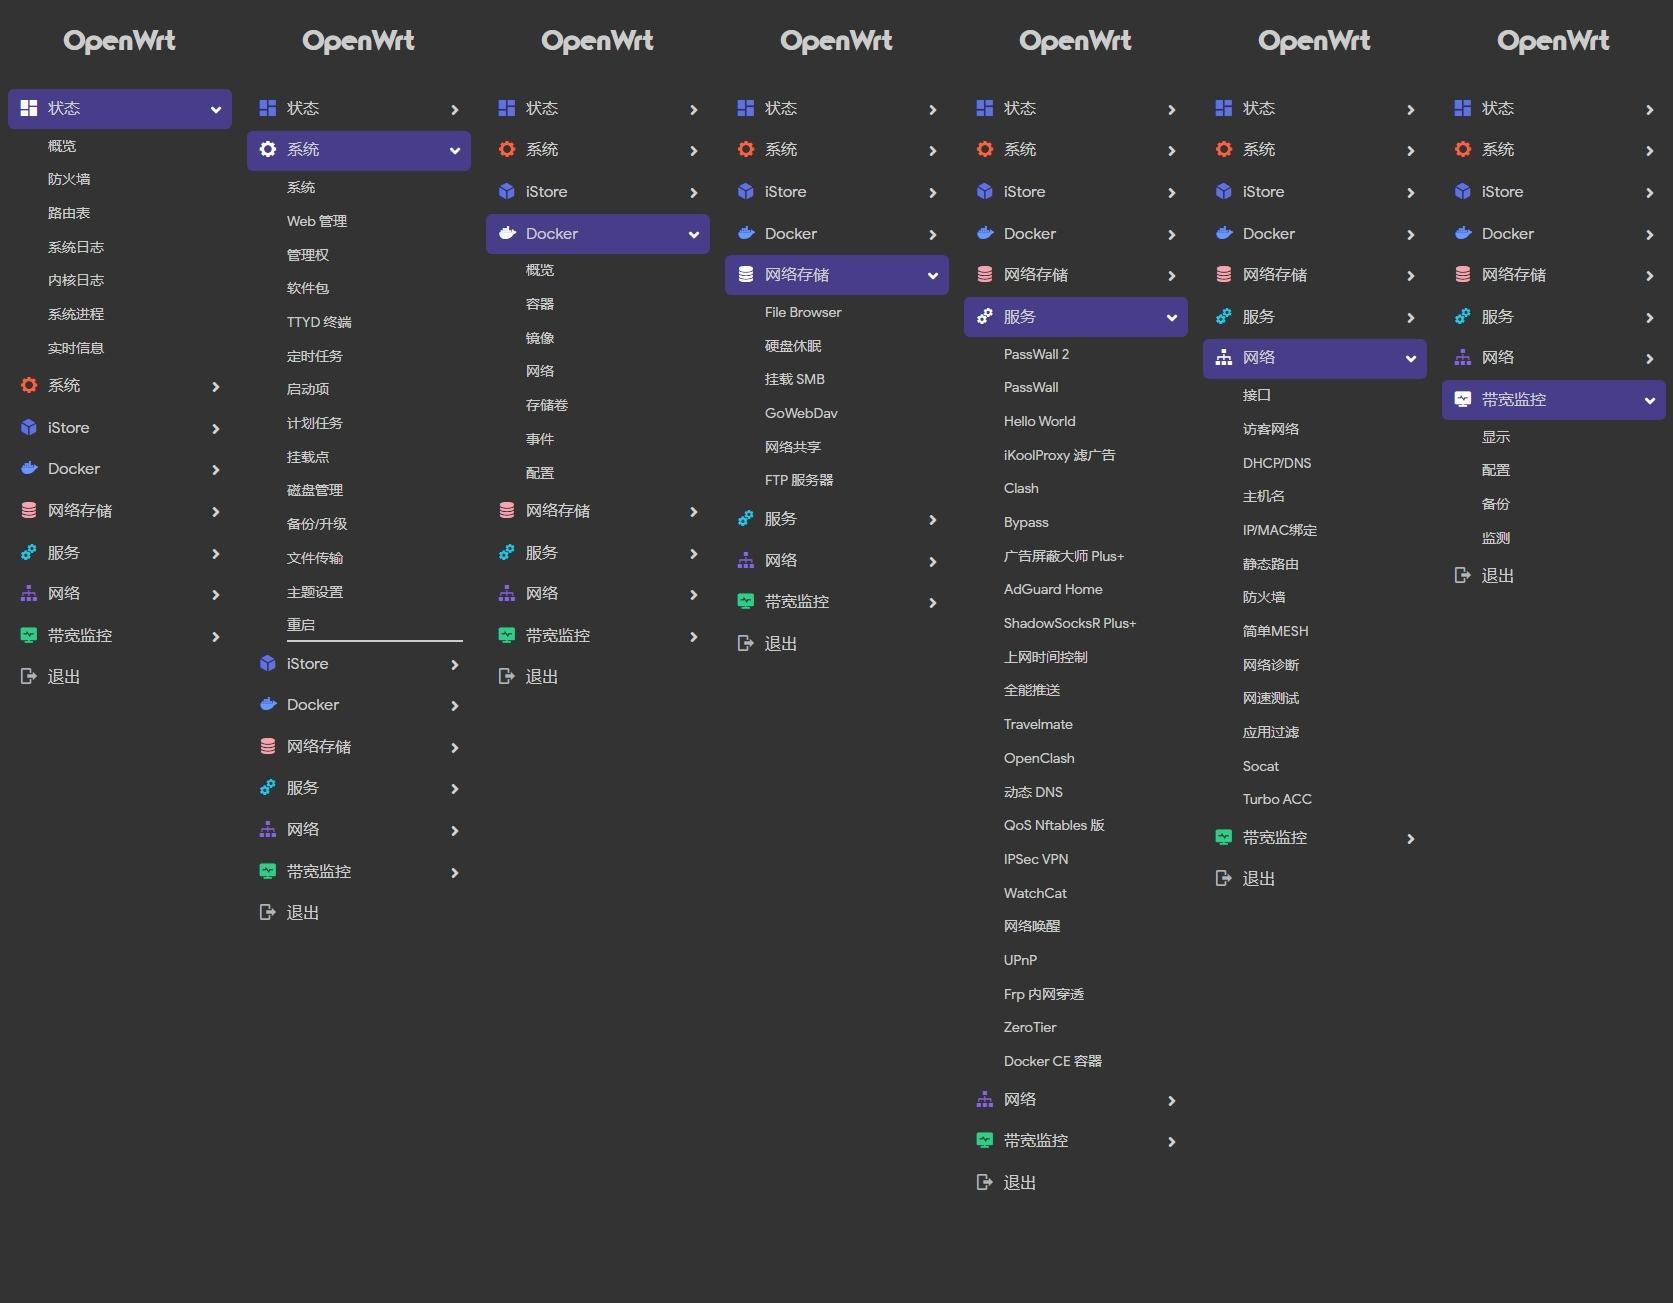 OpenWrt
状态
概览
防火墙
路由表
系统日志
内核日志
系统进程
实时信息
系统
iStore
Docker
网络存储
服务
网络
带宽监控
退出
OpenWrt
状态
系统
系统
Web 管理
管理权
软件包
TTYD 终端
定时任务
启动项
计划任务
挂载点
磁盘管理
备份/升级
文件传输
主题设置
重启
iStore
Docker
网络存储
服务
网络
带宽监控
退出
OpenWrt
状态
系统
iStore
Docker
概览
容器
镜像
网络
存储卷
事件
配置
网络存储
服务
网络
带宽监控
退出
OpenWrt
状态
系统
iStore
Docker
网络存储
File Browser
硬盘休眠
挂载 SMB
GoWebDav
网络共享
FTP 服务器
服务
网络
带宽监控
退出
OpenWrt
状态
系统
iStore
Docker
网络存储
服务
PassWall 2
PassWall
Hello World
iKoolProxy 滤广告
Clash
Bypass
广告屏蔽大师 Plus+
AdGuard Home
ShadowSocksR Plus+
上网时间控制
全能推送
Travelmate
OpenClash
动态 DNS
QoS Nftables 版
IPSec VPN
WatchCat
网络唤醒
UPnP
Frp 内网穿透
ZeroTier
Docker CE 容器
网络
带宽监控
退出
OpenWrt
状态
系统
iStore
Docker
网络存储
服务
网络
接口
访客网络
DHCP/DNS
主机名
IP/MAC绑定
静态路由
防火墙
简单MESH
网络诊断
网速测试
应用过滤
Socat
Turbo ACC
带宽监控
退出
OpenWrt
状态
系统
iStore
Docker
网络存储
服务
网络
带宽监控
显示
配置
备份
监测
退出